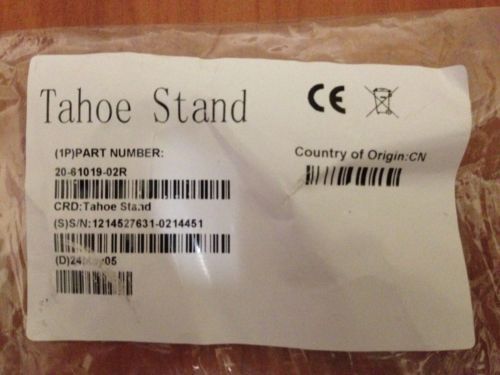 Tahoe Stand
CE
(1P)PART NUMBER:
20-61019-02R
Country of Origin:CN
CRD:Tahoe Stand
(S)S/N:1214527631-0214451